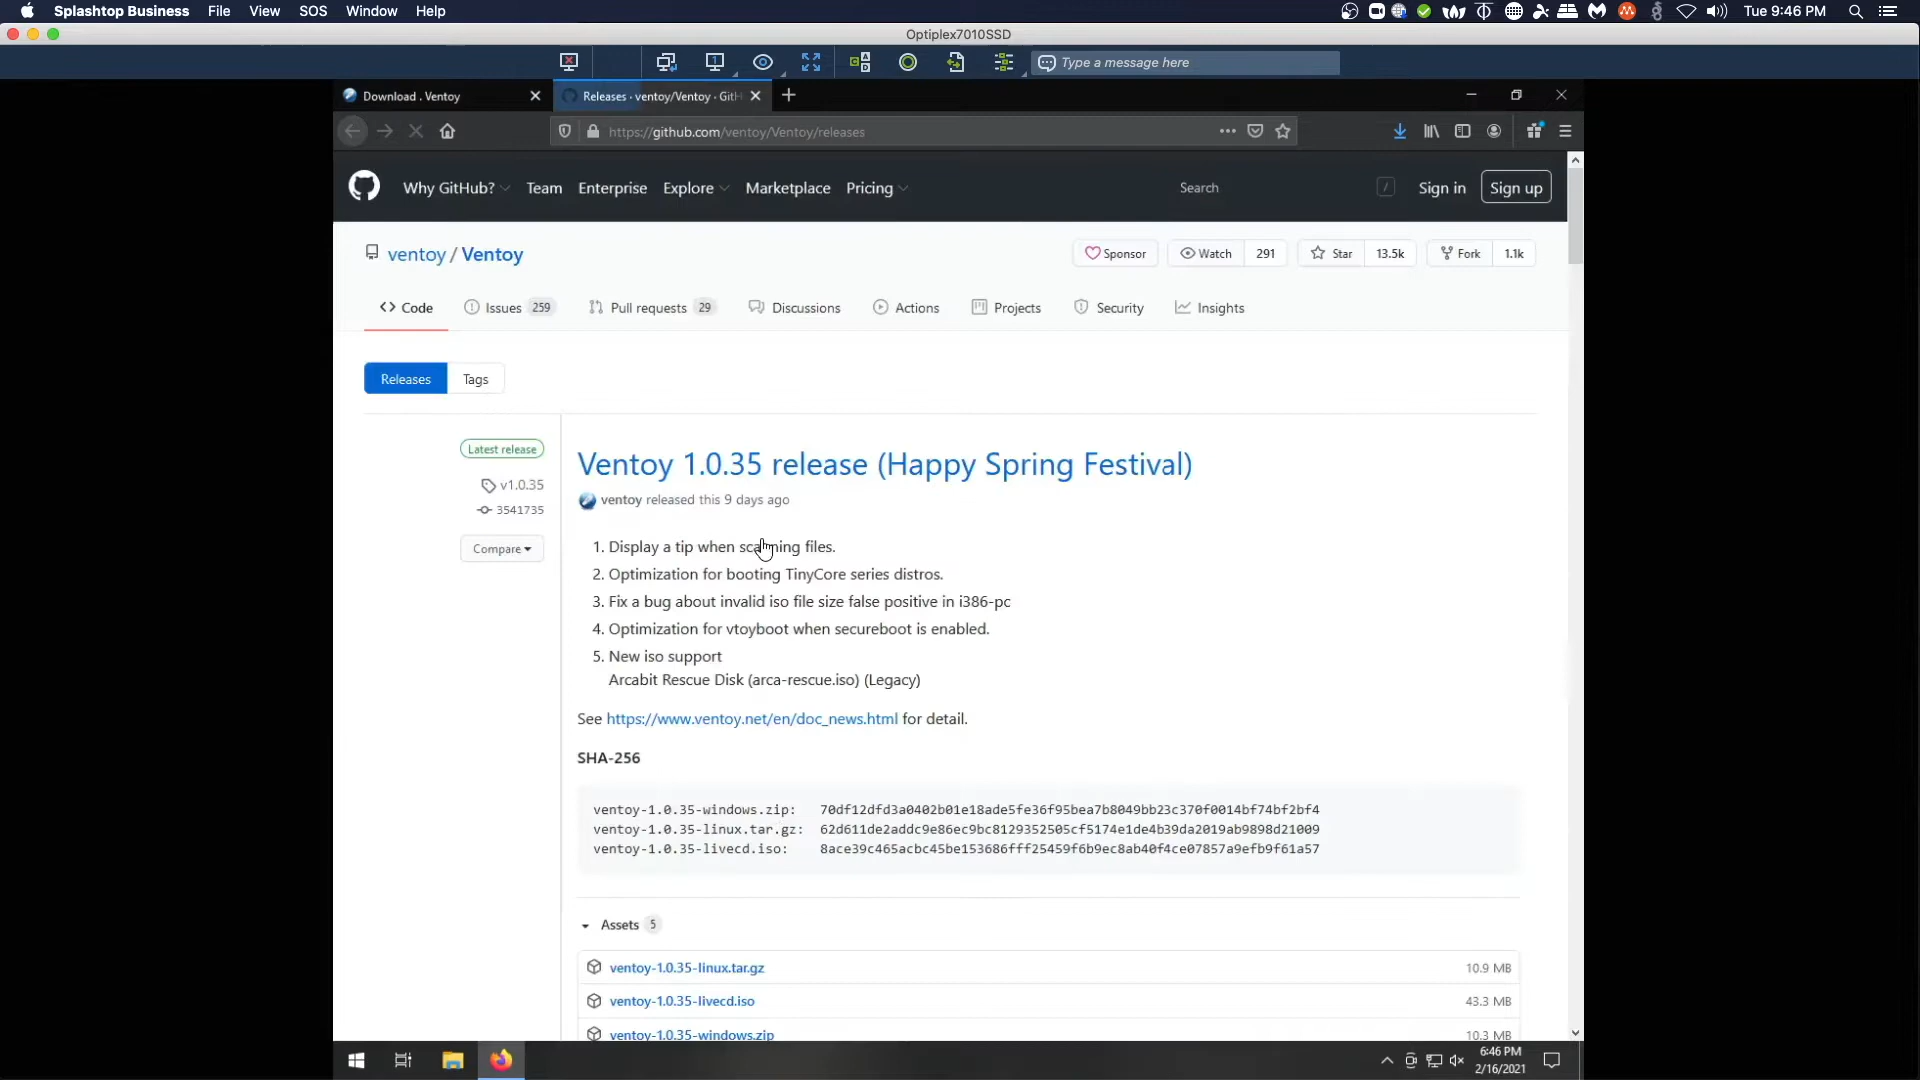 Splashtop Business File View SOS Window Help Tue 9:46 PM
Optiplex7010SSD
Type a message here
Download . Ventoy Releases · ventoy/Ventoy · GitH
https://github.com/ventoy/Ventoy/releases
Why GitHub? Team Enterprise Explore Marketplace Pricing Search / Sign in Sign up
ventoy / Ventoy Sponsor Watch 291 Star 13.5k Fork 1.1k
Code Issues 259 Pull requests 29 Discussions Actions Projects Security Insights
Releases Tags
Latest release
v1.0.35
3541735
Compare
Ventoy 1.0.35 release (Happy Spring Festival)
ventoy released this 9 days ago
1. Display a tip when scanning files.
2. Optimization for booting TinyCore series distros.
3. Fix a bug about invalid iso file size false positive in i386-pc
4. Optimization for vtoyboot when secureboot is enabled.
5. New iso support
Arcabit Rescue Disk (arca-rescue.iso) (Legacy)
See https://www.ventoy.net/en/doc_news.html for detail.
SHA-256
ventoy-1.0.35-windows.zip: 70df12dfd3a0402b01e18ade5fe36f95bea7b8049bb23c370f0014bf74bf2bf4
ventoy-1.0.35-linux.tar.gz: 62d611de2addc9e86ec9bc8129352505cf5174e1de4b39da2019ab9898d21009
ventoy-1.0.35-livecd.iso: 8ace39c465acbc45be153686fff25459f6b9ec8ab40f4ce07857a9efb9f61a57
Assets 5
ventoy-1.0.35-linux.tar.gz 10.9 MB
ventoy-1.0.35-livecd.iso 43.3 MB
ventoy-1.0.35-windows.zip 10.3 MB
6:46 PM
2/16/2021